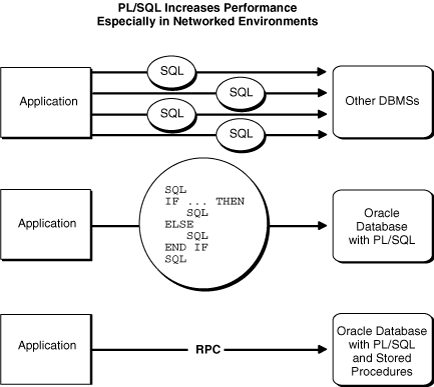 PL/SQL Increases Performance
Especially in Networked Environments
SQL
Application
SQL
Other DBMSs
SQL
SQL
SQL
IF ... THEN
SQL
ELSE
SQL
END IF
SQL
Application
Oracle
Database
with PL/SQL
Application
RPC
Oracle Database
with PL/SQL
and Stored
Procedures